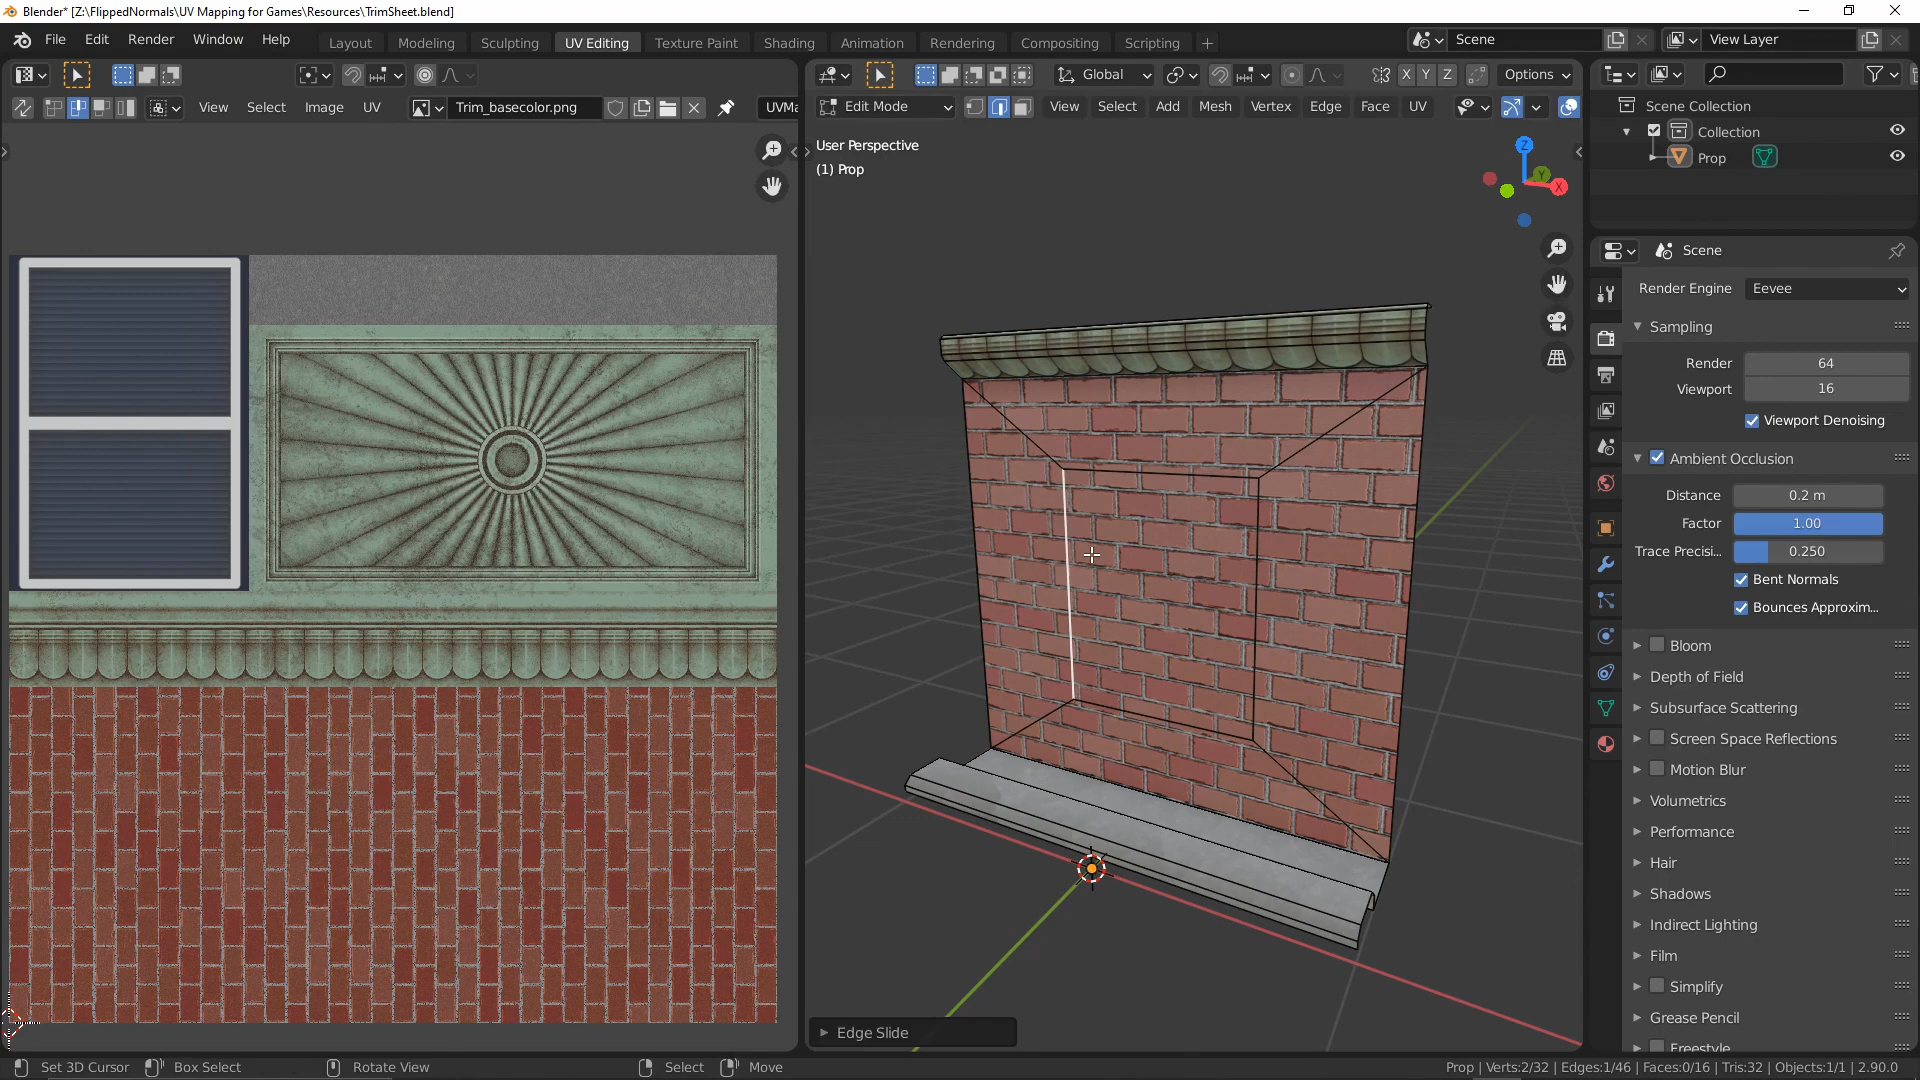 Blender* [Z:\FlippedNormals\UV Mapping for Games\Resources\TrimSheet.blend]
File Edit Render Window Help Layout Modeling Sculpting UV Editing Texture Paint Shading Animation Rendering Compositing Scripting + Scene View Layer
Global X Y Z Options
View Select Image UV Trim_basecolor.png UVMa Edit Mode View Select Add Mesh Vertex Edge Face UV
Scene Collection
Collection
Prop
User Perspective
(1) Prop
Z
Y
X
Scene
Render Engine Eevee
Sampling
Render 64
Viewport 16
Viewport Denoising
Ambient Occlusion
Distance 0.2 m
Factor 1.00
Trace Precisi... 0.250
Bent Normals
Bounces Approxim...
Bloom
Depth of Field
Subsurface Scattering
Screen Space Reflections
Motion Blur
Volumetrics
Performance
Hair
Shadows
Indirect Lighting
Film
Simplify
Grease Pencil
Freestyle
Edge Slide
Set 3D Cursor Box Select Rotate View Select Move Prop | Verts:2/32 | Edges:1/46 | Faces:0/16 | Tris:32 | Objects:1/1 | 2.90.0